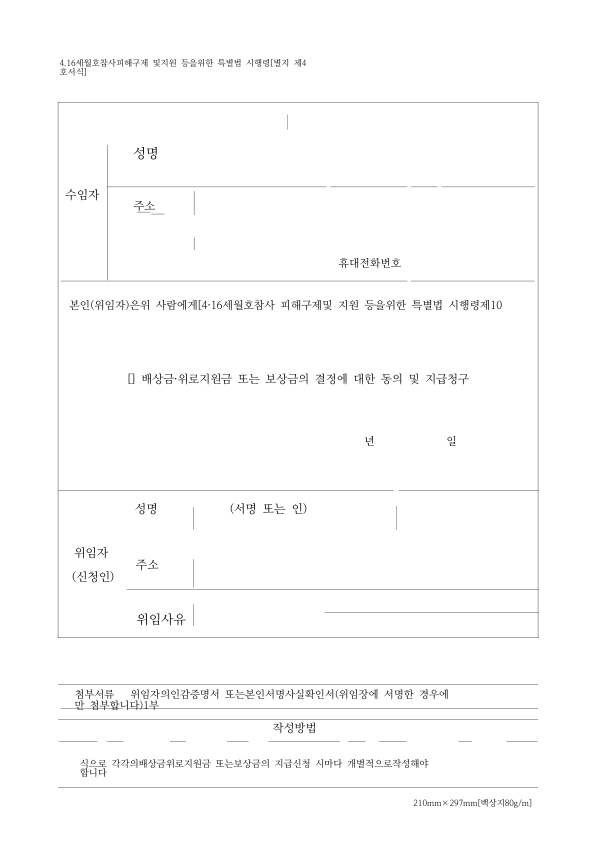 4.16세월호참사피해구제 및지원 등을위한 특별법 시행령[별지 제4
호서식]
성명
수임자
주소
휴대전화번호
본인(위임자)은위 사람에게[4·16세월호참사 피해구제및 지원 등을위한 특별법 시행령제10
[] 배상금·위로지원금 또는 보상금의 결정에 대한 동의 및 지급청구
년 일
성명 (서명 또는 인)
위임자
주소
(신청인)
위임사유
첨부서류 위임자의인감증명서 또는본인서명사실확인서(위임장에 서명한 경우에
만 첨부합니다)1부
작성방법
식으로 각각의배상금위로지원금 또는보상금의 지급신청 시마다 개별적으로작성해야
합니다
210mm×297mm[백상지80g/m]